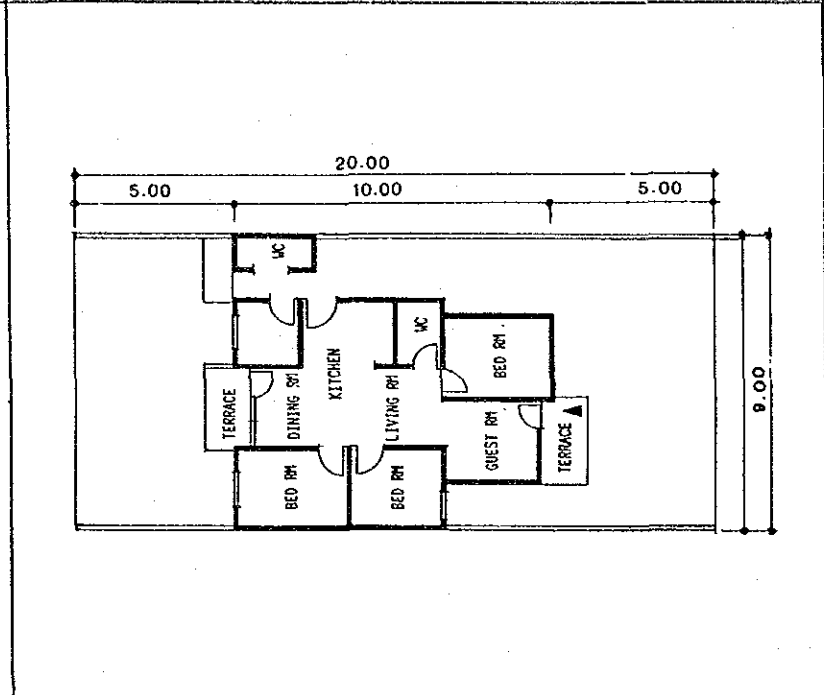 20.00
5.00
10.00
5.00
WC
WC
BED RM.
KITCHEN
DINING RM
LIVING RM
TERRACE
GUEST RM
TERRACE
BED RM
BED RM
9.00